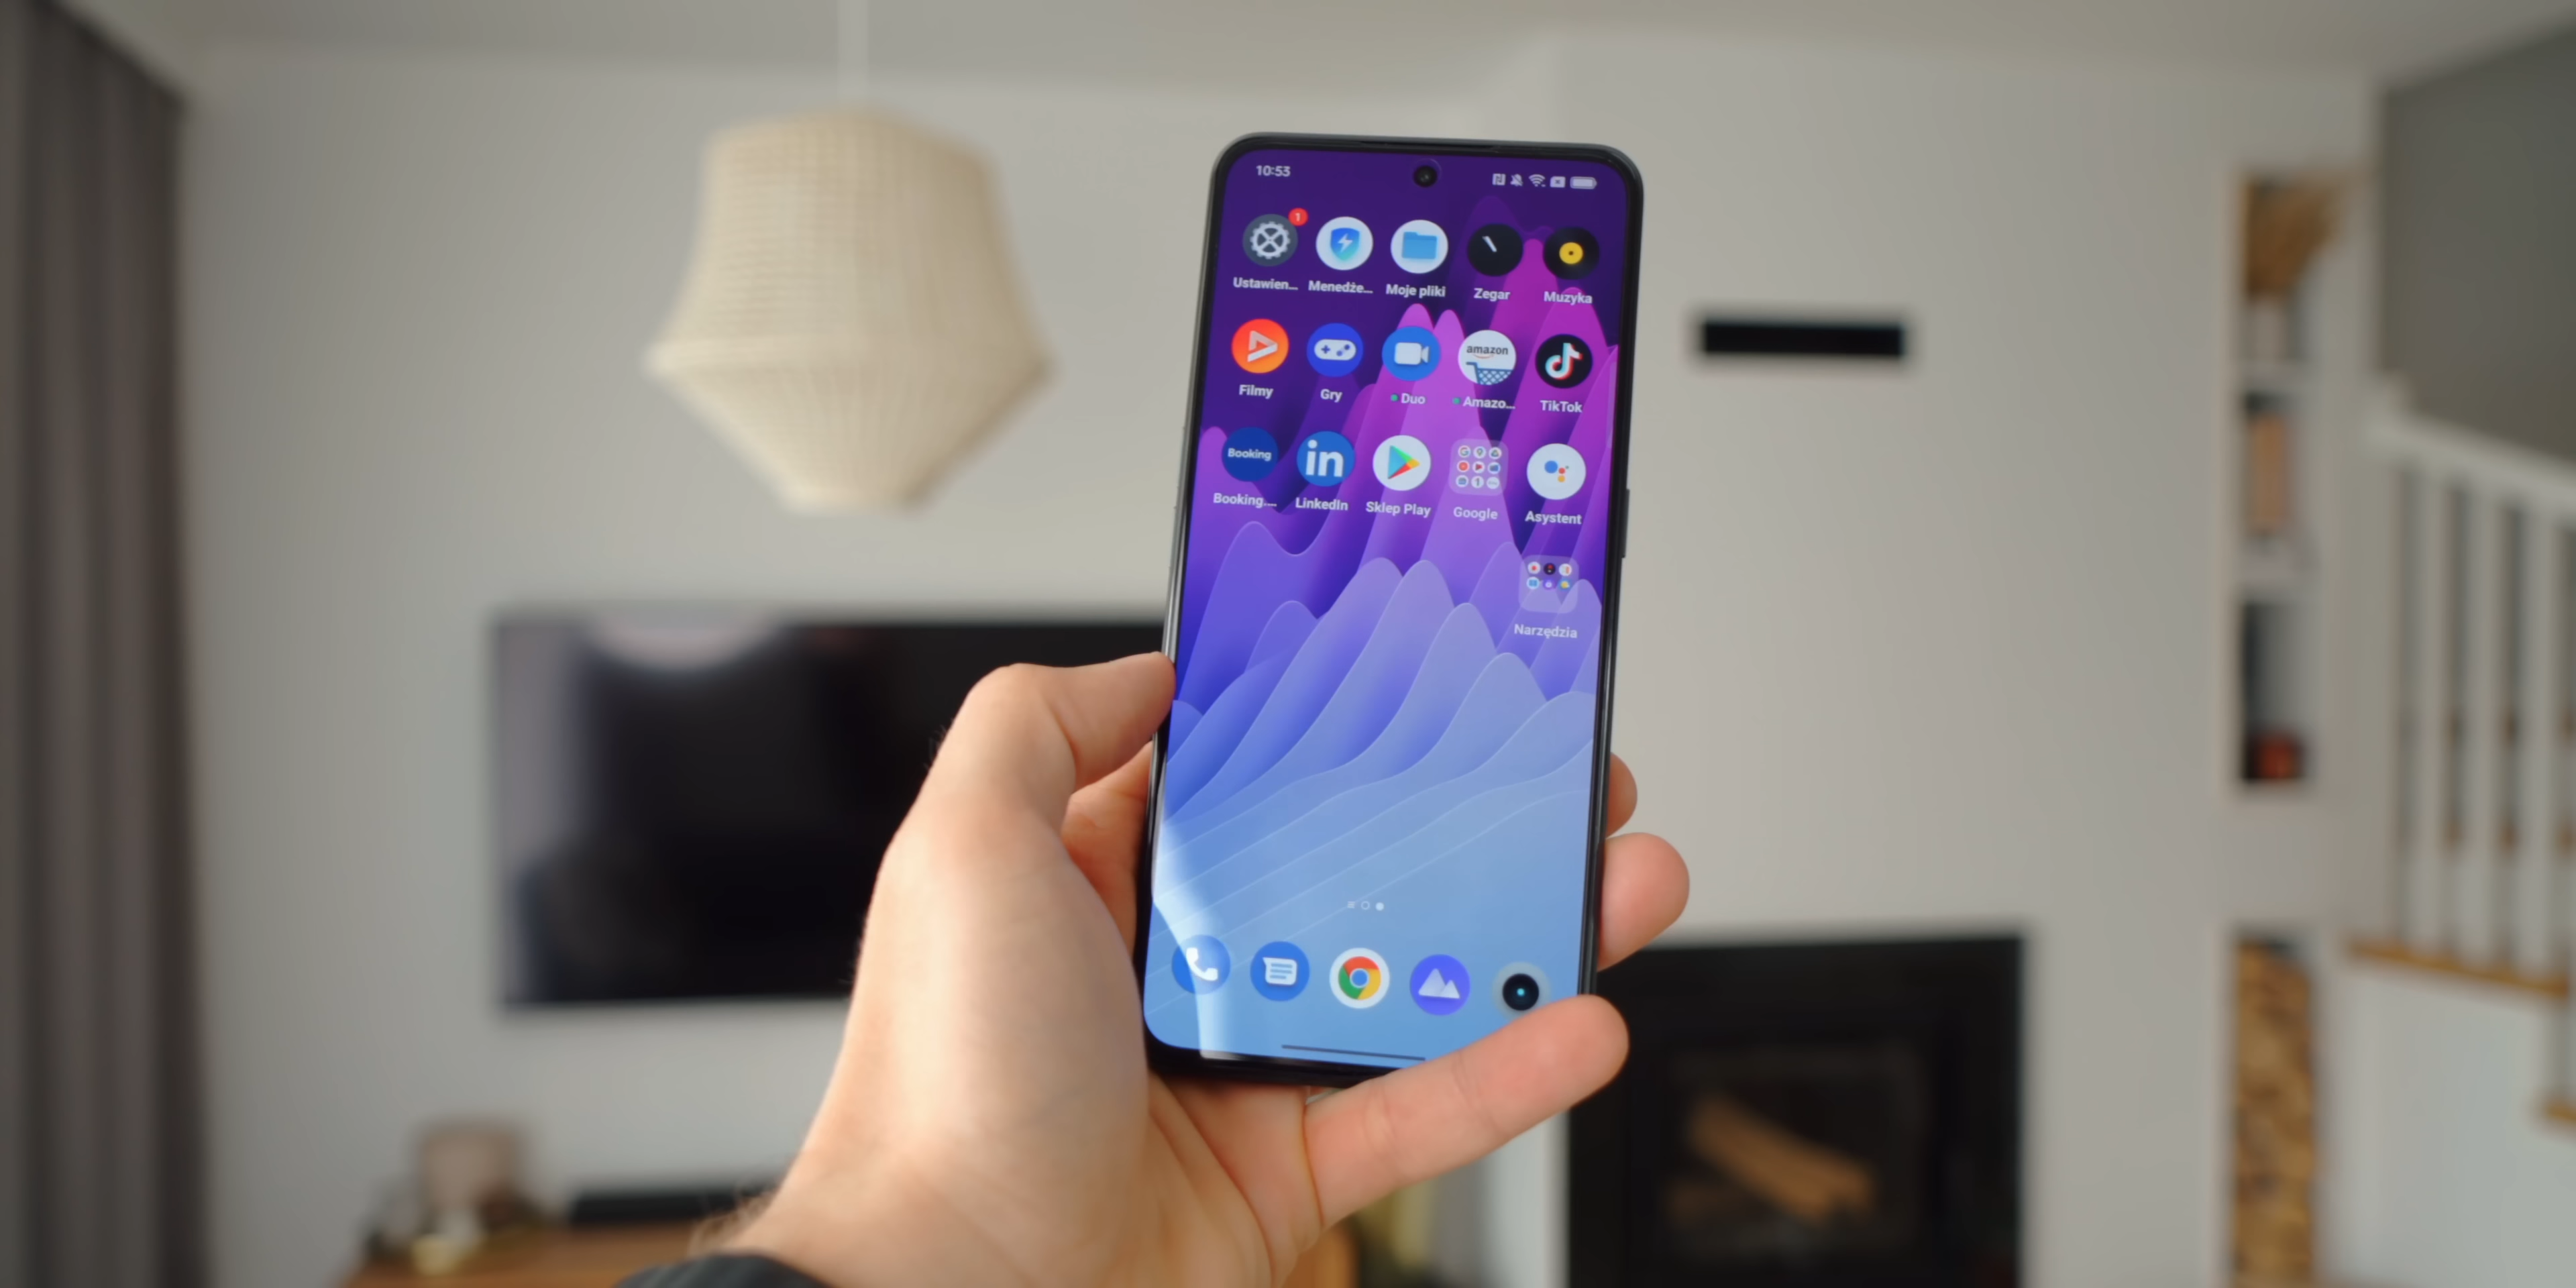 10:53
1
Ustawien... Menedże... Moje pliki Zegar Muzyka
amazon
Filmy Gry Duo Amazo... TikTok
Booking in
Booking.... LinkedIn Sklep Play Google Asystent
Narzędzia